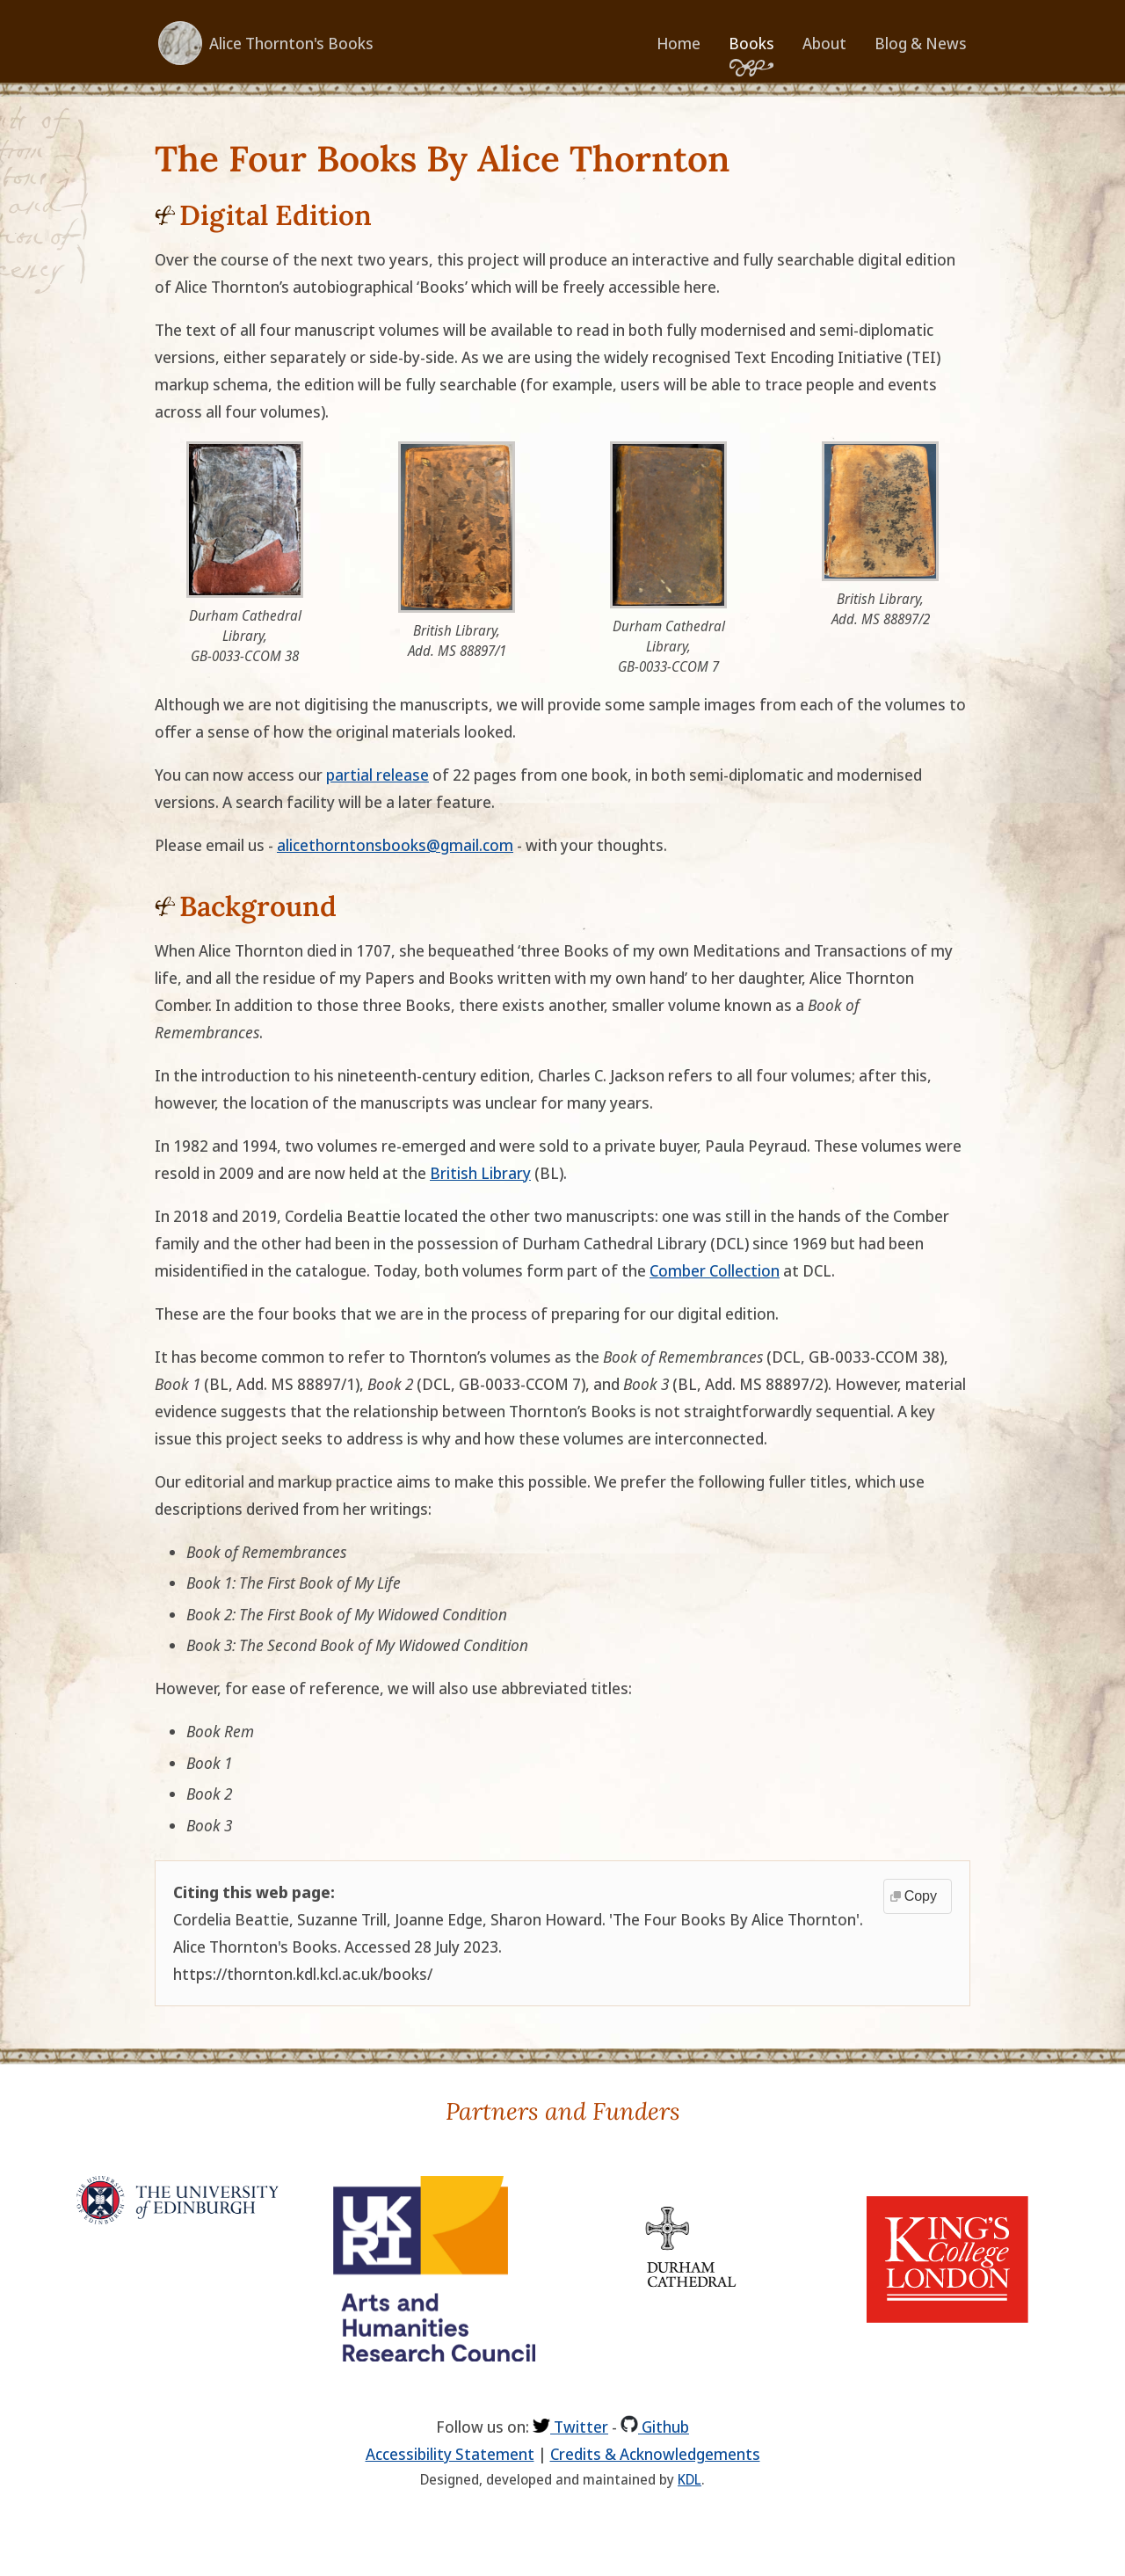 Alice Thornton's Books
Home
Books
About
Blog & News
The Four Books By Alice Thornton
Digital Edition
Over the course of the next two years, this project will produce an interactive and fully searchable digital edition
of Alice Thornton’s autobiographical ‘Books’ which will be freely accessible here.
The text of all four manuscript volumes will be available to read in both fully modernised and semi-diplomatic
versions, either separately or side-by-side. As we are using the widely recognised Text Encoding Initiative (TEI)
markup schema, the edition will be fully searchable (for example, users will be able to trace people and events
across all four volumes).
Durham Cathedral
Library,
GB-0033-CCOM 38
British Library,
Add. MS 88897/1
Durham Cathedral
Library,
GB-0033-CCOM 7
British Library,
Add. MS 88897/2
Although we are not digitising the manuscripts, we will provide some sample images from each of the volumes to
offer a sense of how the original materials looked.
You can now access our partial release of 22 pages from one book, in both semi-diplomatic and modernised
versions. A search facility will be a later feature.
Please email us - alicethorntonsbooks@gmail.com - with your thoughts.
Background
When Alice Thornton died in 1707, she bequeathed ‘three Books of my own Meditations and Transactions of my
life, and all the residue of my Papers and Books written with my own hand’ to her daughter, Alice Thornton
Comber. In addition to those three Books, there exists another, smaller volume known as a Book of
Remembrances.
In the introduction to his nineteenth-century edition, Charles C. Jackson refers to all four volumes; after this,
however, the location of the manuscripts was unclear for many years.
In 1982 and 1994, two volumes re-emerged and were sold to a private buyer, Paula Peyraud. These volumes were
resold in 2009 and are now held at the British Library (BL).
In 2018 and 2019, Cordelia Beattie located the other two manuscripts: one was still in the hands of the Comber
family and the other had been in the possession of Durham Cathedral Library (DCL) since 1969 but had been
misidentified in the catalogue. Today, both volumes form part of the Comber Collection at DCL.
These are the four books that we are in the process of preparing for our digital edition.
It has become common to refer to Thornton’s volumes as the Book of Remembrances (DCL, GB-0033-CCOM 38),
Book 1 (BL, Add. MS 88897/1), Book 2 (DCL, GB-0033-CCOM 7), and Book 3 (BL, Add. MS 88897/2). However, material
evidence suggests that the relationship between Thornton’s Books is not straightforwardly sequential. A key
issue this project seeks to address is why and how these volumes are interconnected.
Our editorial and markup practice aims to make this possible. We prefer the following fuller titles, which use
descriptions derived from her writings:
• Book of Remembrances
• Book 1: The First Book of My Life
• Book 2: The First Book of My Widowed Condition
• Book 3: The Second Book of My Widowed Condition
However, for ease of reference, we will also use abbreviated titles:
• Book Rem
• Book 1
• Book 2
• Book 3
Citing this web page:
Copy
Cordelia Beattie, Suzanne Trill, Joanne Edge, Sharon Howard. 'The Four Books By Alice Thornton'.
Alice Thornton's Books. Accessed 28 July 2023.
https://thornton.kdl.kcl.ac.uk/books/
Partners and Funders
THE UNIVERSITY
of EDINBURGH
UK
RI
Arts and
Humanities
Research Council
DURHAM
CATHEDRAL
KING'S
College
LONDON
Follow us on: Twitter - Github
Accessibility Statement | Credits & Acknowledgements
Designed, developed and maintained by KDL.